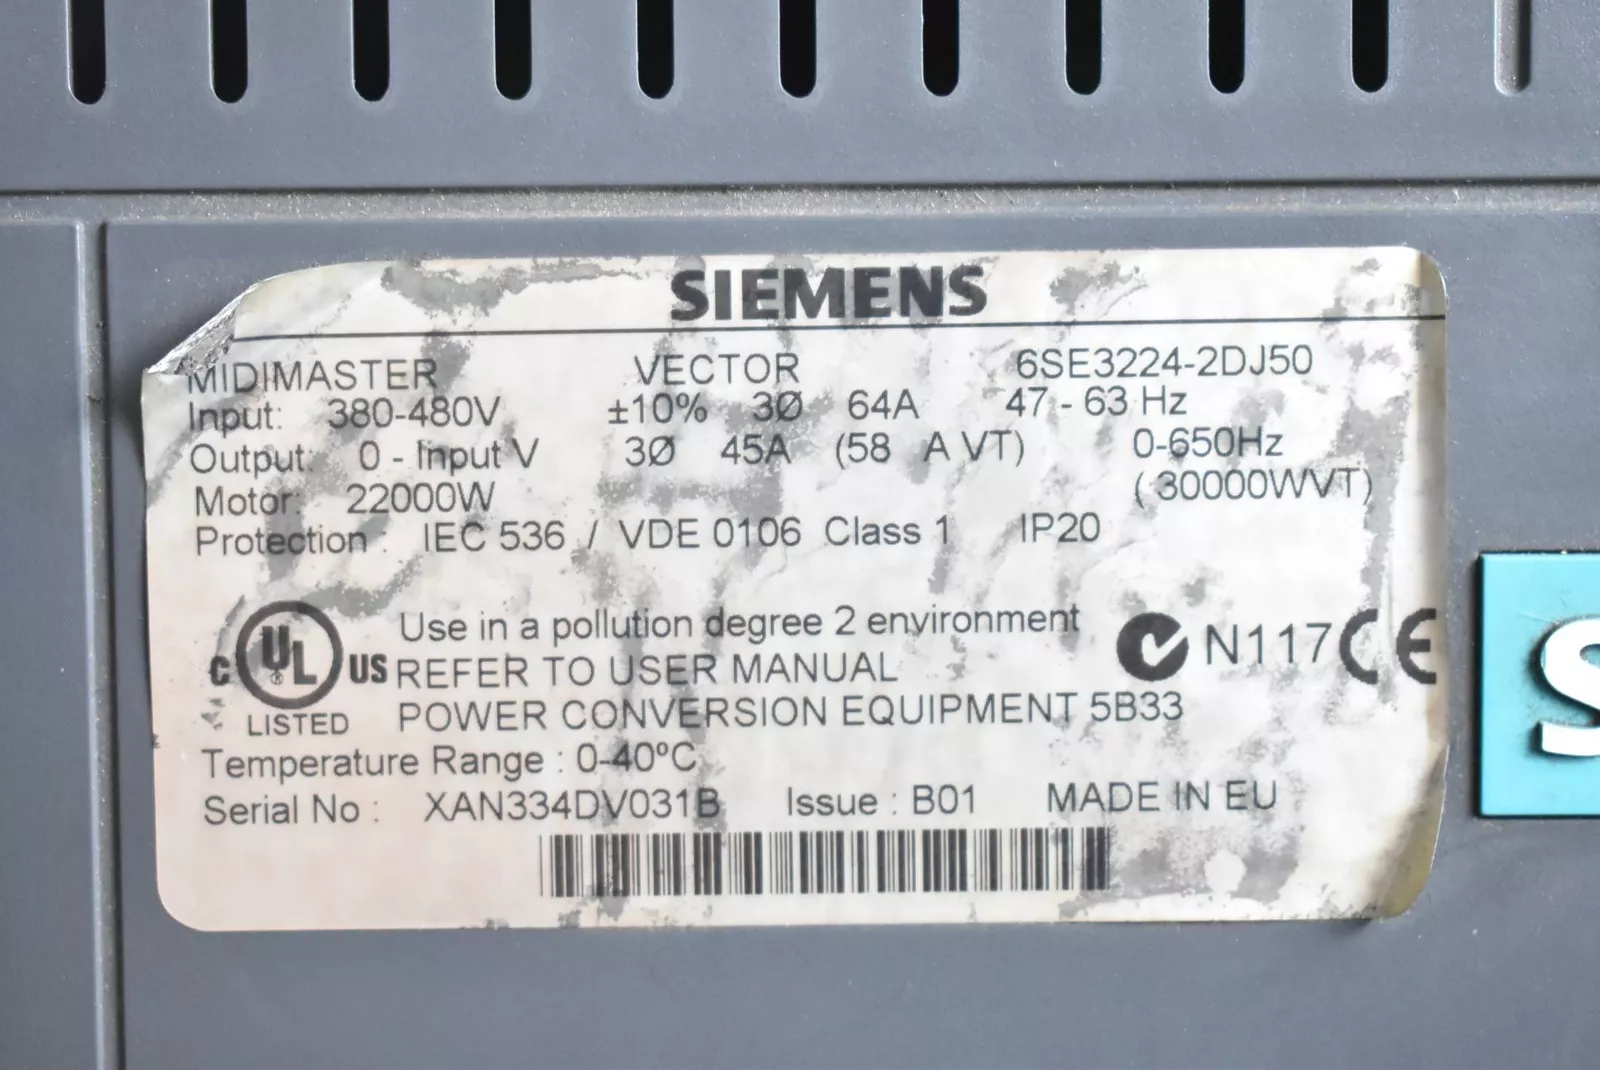 SIEMENS
MIDIMASTER VECTOR 6SE3224-2DJ50
Input: 380-480V ±10% 3Ø 64A 47 - 63 Hz
Output: 0 - Input V 3Ø 45A (58 A VT) 0-650Hz
Motor: 22000W ( 30000WVT)
Protection : IEC 536 / VDE 0106 Class 1 IP20
Use in a pollution degree 2 environment
C UL ® US REFER TO USER MANUAL N117 CE
LISTED POWER CONVERSION EQUIPMENT 5B33
Temperature Range : 0-40ºC
Serial No : XAN334DV031B Issue : B01 MADE IN EU
S